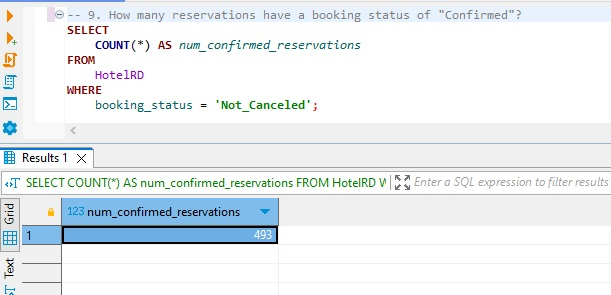 -- 9. How many reservations have a booking status of "Confirmed"?
SELECT
COUNT(*) AS num_confirmed_reservations
FROM
HotelRD
WHERE
booking_status = 'Not_Canceled';
Results 1
SELECT COUNT(*) AS num_confirmed_reservations FROM HotelRD W
Enter a SQL expression to filter results
Grid
123 num_confirmed_reservations
1
493
Text